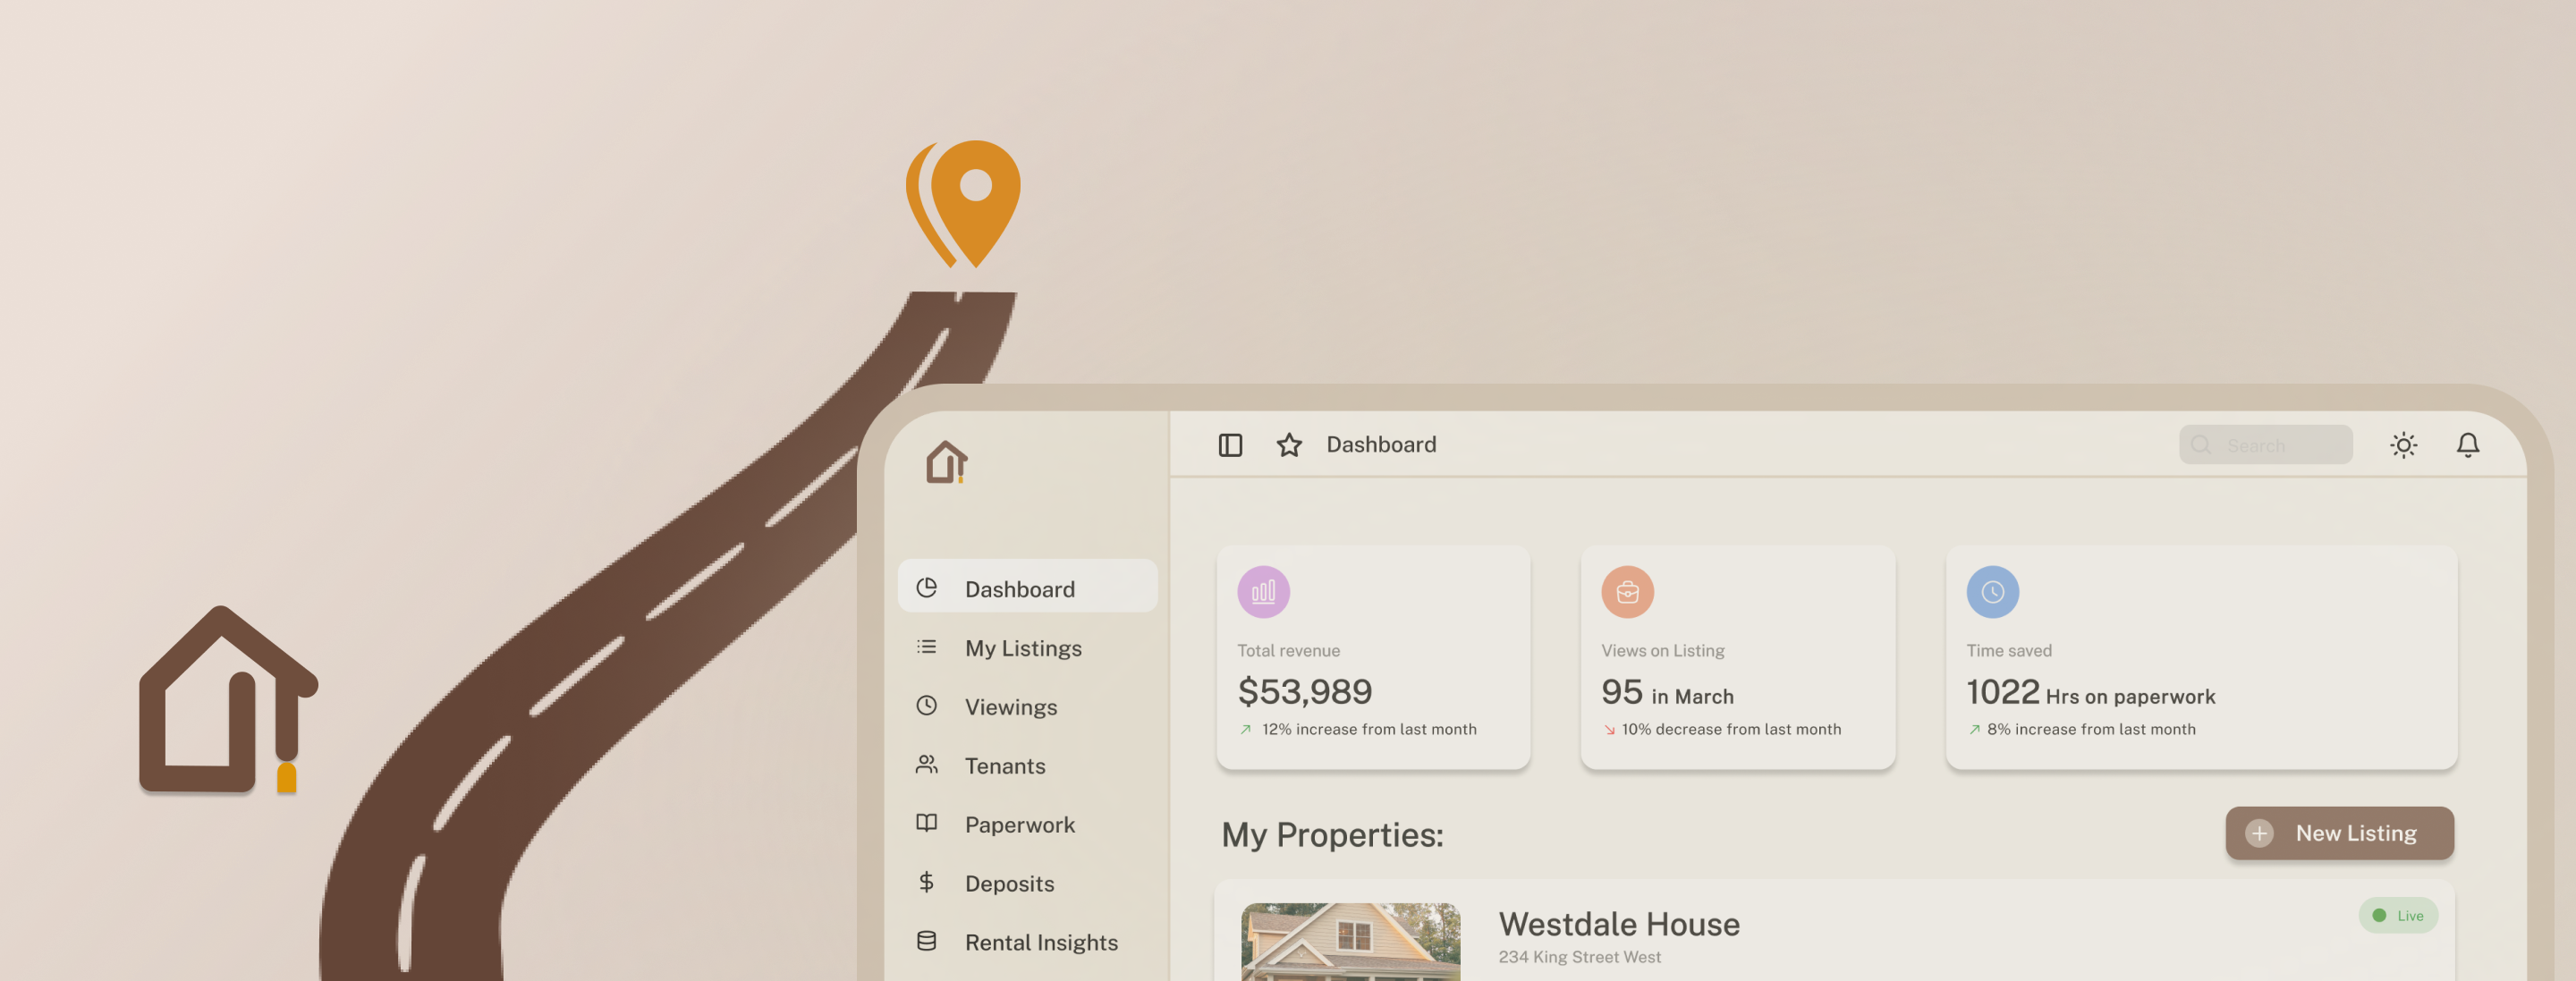 Dashboard
Search
Dashboard
My Listings
Viewings
Tenants
Paperwork
Deposits
Rental Insights
Total revenue
$53,989
12% increase from last month
Views on Listing
95 in March
10% decrease from last month
Time saved
1022 Hrs on paperwork
8% increase from last month
My Properties:
New Listing
Westdale House
234 King Street West
Live